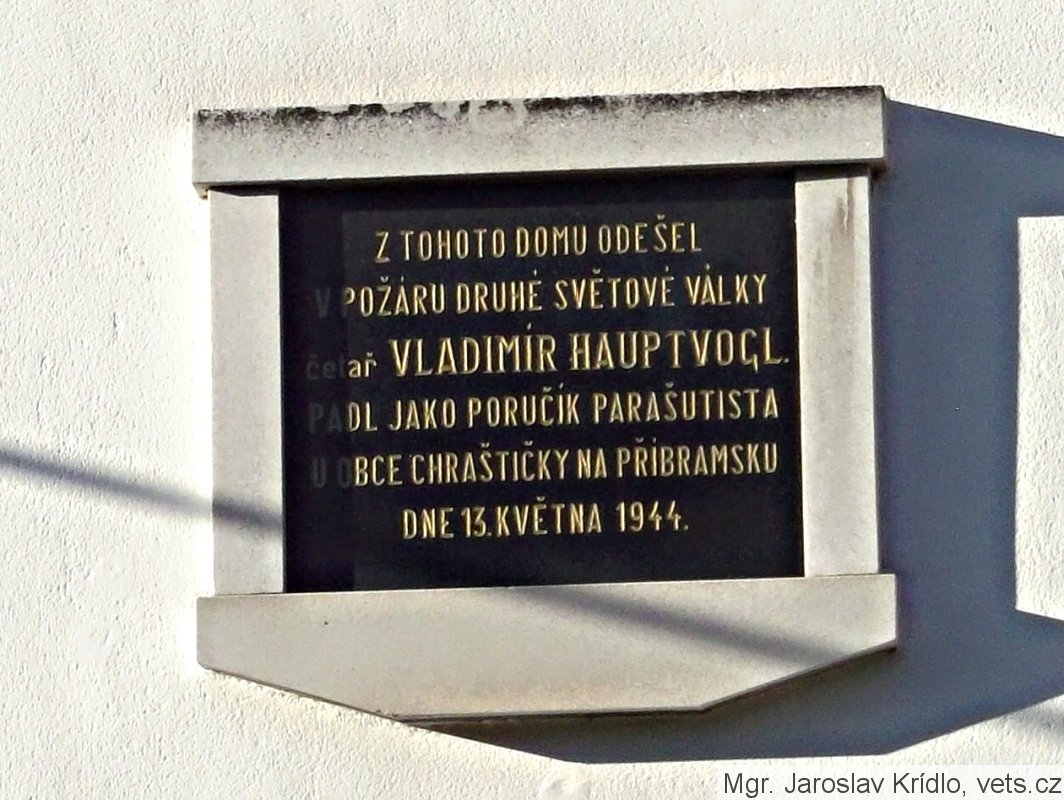 Z TOHOTO DOMU ODEŠEL
V POŽÁRU DRUHÉ SVĚTOVÉ VÁLKY
četař VLADIMÍR HAUPTVOGL.
PADL JAKO PORUČÍK PARAŠUTISTA
U OBCE CHRAŠTIČKY NA PŘÍBRAMSKU
DNE 13. KVĚTNA 1944.
Mgr. Jaroslav Krídlo, vets.cz